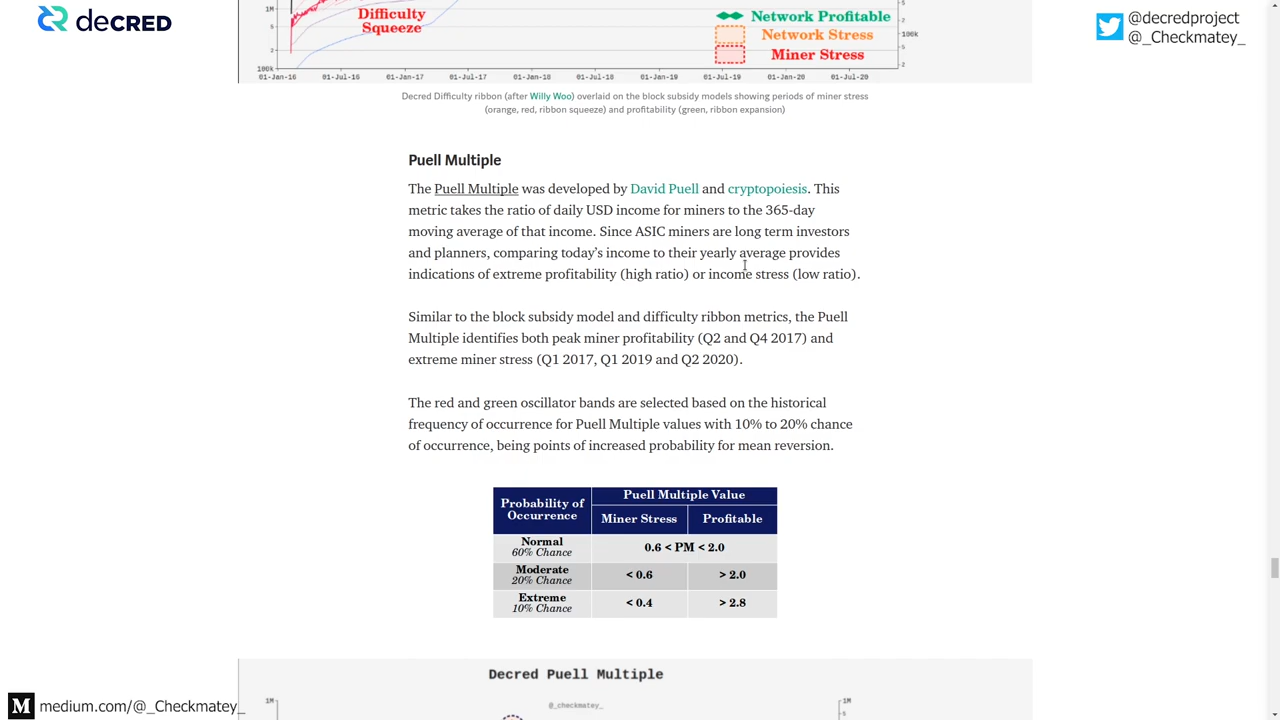 decred
@decredproject
@_Checkmatey_
1M
5
2
100k
Difficulty
Squeeze
Network Profitable
Network Stress
Miner Stress
2
100k
5
2
01-Jan-16 01-Jul-16 01-Jan-17 01-Jul-17 01-Jan-18 01-Jul-18 01-Jan-19 01-Jul-19 01-Jan-20 01-Jul-20
Decred Difficulty ribbon (after Willy Woo) overlaid on the block subsidy models showing periods of miner stress
(orange, red, ribbon squeeze) and profitability (green, ribbon expansion)
Puell Multiple
The Puell Multiple was developed by David Puell and cryptopoiesis. This
metric takes the ratio of daily USD income for miners to the 365-day
moving average of that income. Since ASIC miners are long term investors
and planners, comparing today’s income to their yearly average provides
indications of extreme profitability (high ratio) or income stress (low ratio).
Similar to the block subsidy model and difficulty ribbon metrics, the Puell
Multiple identifies both peak miner profitability (Q2 and Q4 2017) and
extreme miner stress (Q1 2017, Q1 2019 and Q2 2020).
The red and green oscillator bands are selected based on the historical
frequency of occurrence for Puell Multiple values with 10% to 20% chance
of occurrence, being points of increased probability for mean reversion.
Probability of
Occurrence
Puell Multiple Value
Miner Stress Profitable
Normal
60% Chance
0.6 < PM < 2.0
Moderate
20% Chance
< 0.6 > 2.0
Extreme
10% Chance
< 0.4 > 2.8
Decred Puell Multiple
@_checkmatey_
1M
1M
5
M medium.com/@_Checkmatey_